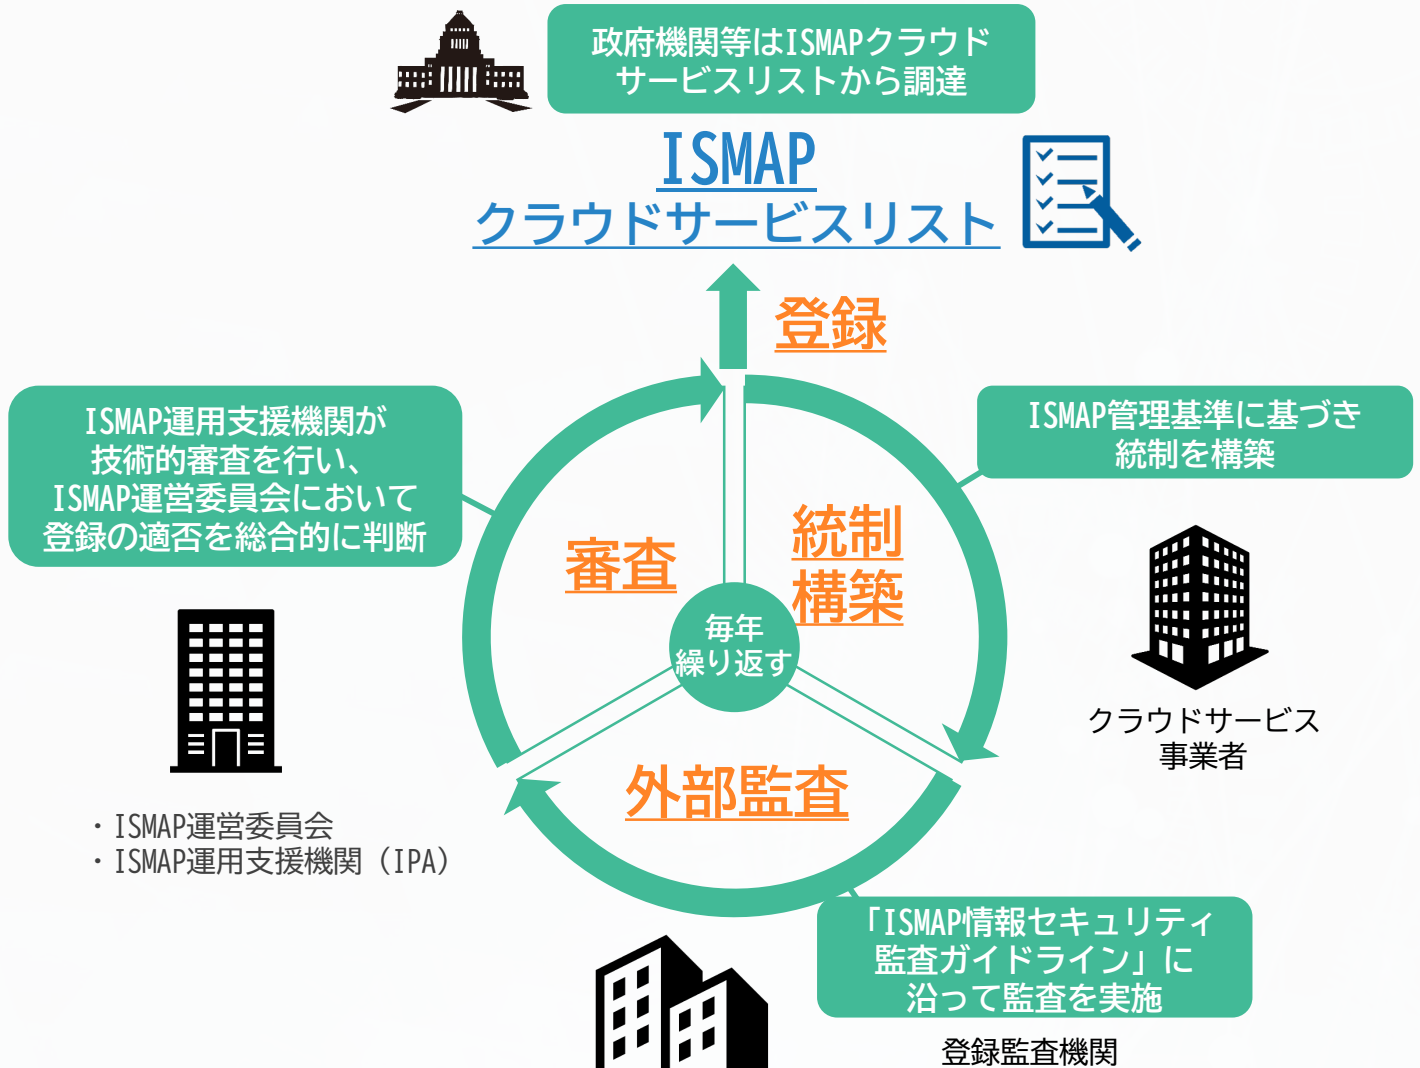 政府機関等はISMAPクラウド
サービスリストから調達
ISMAP
クラウドサービスリスト
登録
ISMAP運用支援機関が
技術的審査を行い、
ISMAP運営委員会において
登録の適否を総合的に判断
ISMAP管理基準に基づき
統制を構築
審査
統制
構築
毎年
繰り返す
クラウドサービス
事業者
外部監査
・ISMAP運営委員会
・ISMAP運用支援機関（IPA）
「ISMAP情報セキュリティ
監査ガイドライン」に
沿って監査を実施
登録監査機関